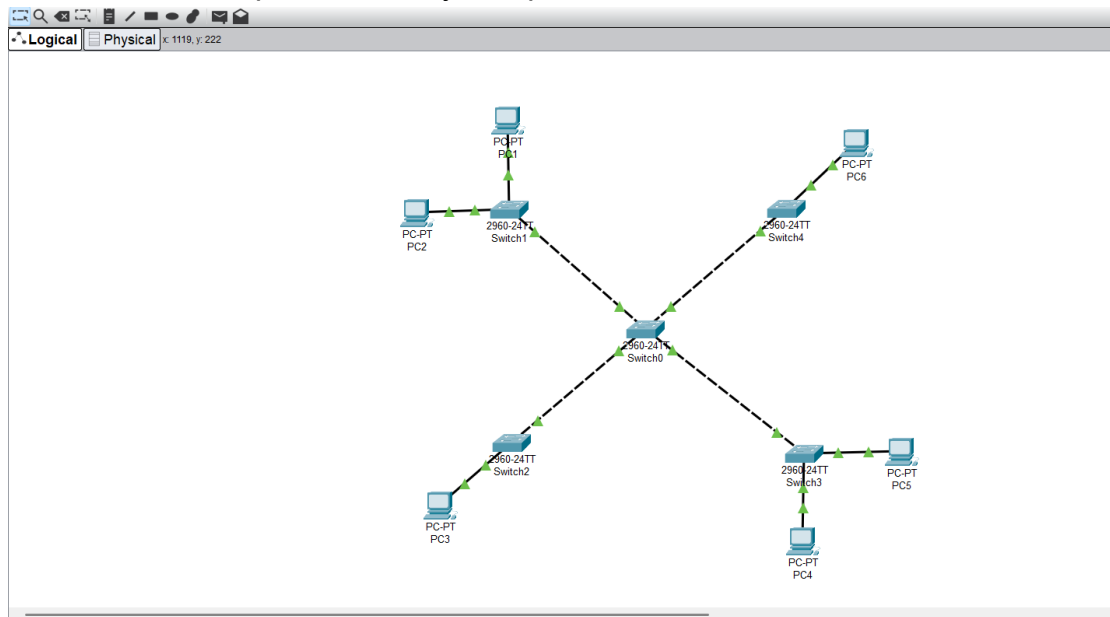 Logical Physical x: 1119, y: 222
PC-PT
PC1
PC-PT
PC6
2960-24TT
Switch1
PC-PT
PC2
2960-24TT
Switch4
2960-24TT
Switch0
2960-24TT
Switch2
2960-24TT
Switch3
PC-PT
PC5
PC-PT
PC3
PC-PT
PC4